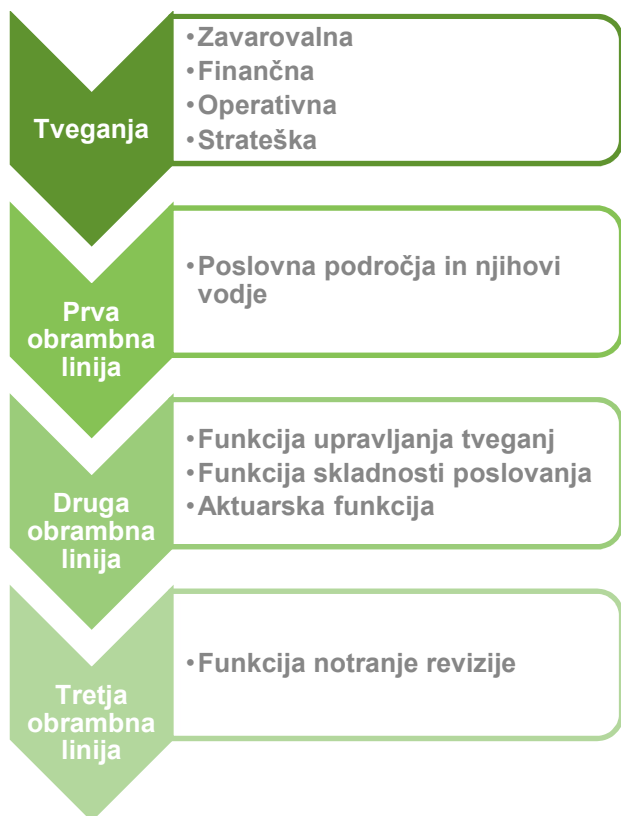 Tveganja
•Zavarovalna
•Finančna
•Operativna
•Strateška
Prva
obrambna
linija
•Poslovna področja in njihovi
vodje
Druga
obrambna
linija
•Funkcija upravljanja tveganj
•Funkcija skladnosti poslovanja
•Aktuarska funkcija
Tretja
obrambna
linija
•Funkcija notranje revizije